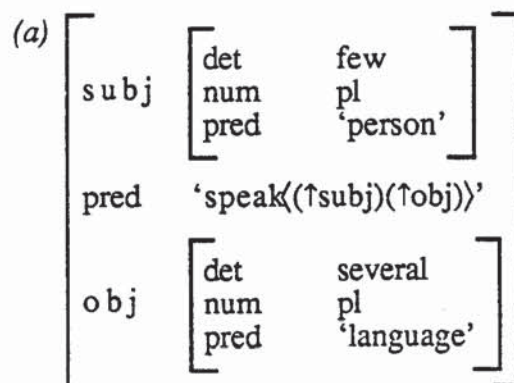 (a)
det few
subj num pl
pred ‘person’
pred ‘speak⟨(↑subj)(↑obj)⟩’
det several
obj num pl
pred ‘language’